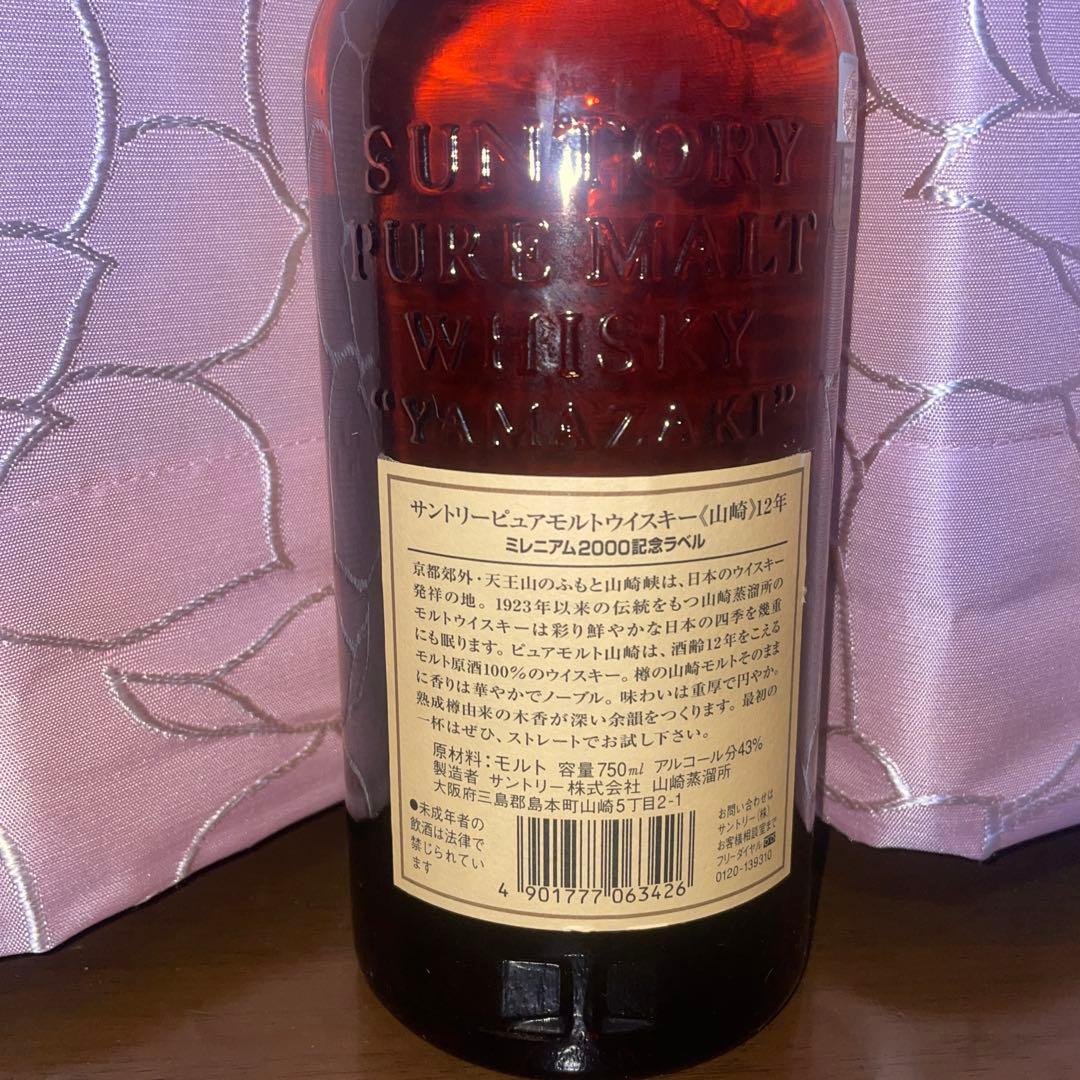 SUNTORY
PURE MALT
WHISKY
"YAMAZAKI"
サントリーピュアモルトウイスキー《山崎》12年
ミレニアム2000記念ラベル
京都郊外・天王山のふもと山崎峡は、日本のウイスキー
発祥の地。1923年以来の伝統をもつ山崎蒸溜所の
モルトウイスキーは彩り鮮やかな日本の四季を幾重
にも眠ります。ピュアモルト山崎は、酒齢12年をこえる
モルト原酒100%のウイスキー。樽の山崎モルトそのまま
に香りは華やかでノーブル。味わいは重厚で円やか。
熟成樽由来の木香が深い余韻をつくります。最初の
一杯はぜひ、ストレートでお試し下さい。
原材料：モルト 容量750ml アルコール分43%
製造者 サントリー株式会社 山崎蒸溜所
大阪府三島郡島本町山崎5丁目2-1
●未成年者の
飲酒は法律で
禁じられてい
ます
4 901777 063426
お問い合わせは
サントリー(株)
お客様相談室まで
フリーダイヤル
0120-139310